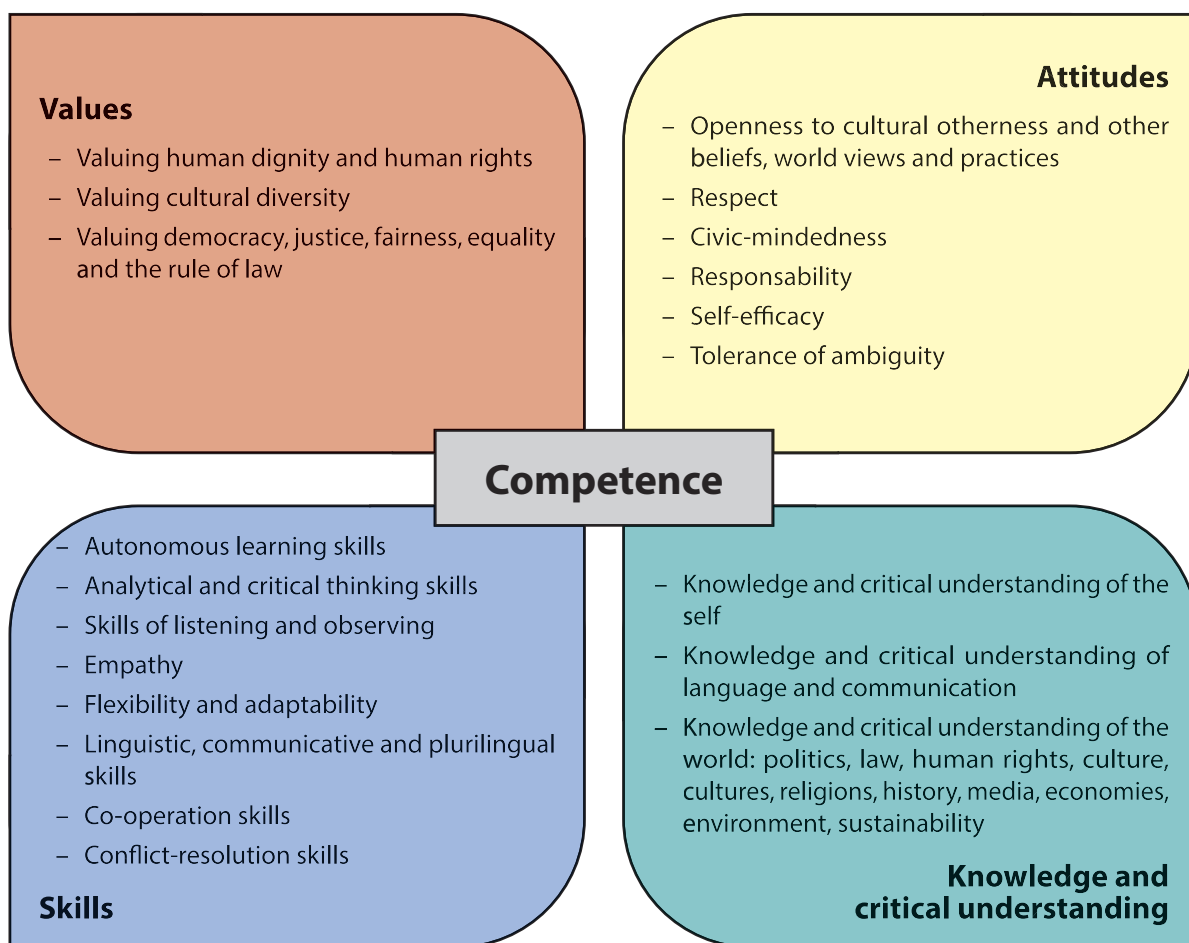 Values
– Valuing human dignity and human rights
– Valuing cultural diversity
– Valuing democracy, justice, fairness, equality
and the rule of law
Attitudes
– Openness to cultural otherness and other
beliefs, world views and practices
– Respect
– Civic-mindedness
– Responsability
– Self-efficacy
– Tolerance of ambiguity
Competence
– Autonomous learning skills
– Analytical and critical thinking skills
– Skills of listening and observing
– Empathy
– Flexibility and adaptability
– Linguistic, communicative and plurilingual
skills
– Co-operation skills
– Conflict-resolution skills
Skills
– Knowledge and critical understanding of the
self
– Knowledge and critical understanding of
language and communication
– Knowledge and critical understanding of the
world: politics, law, human rights, culture,
cultures, religions, history, media, economies,
environment, sustainability
Knowledge and
critical understanding